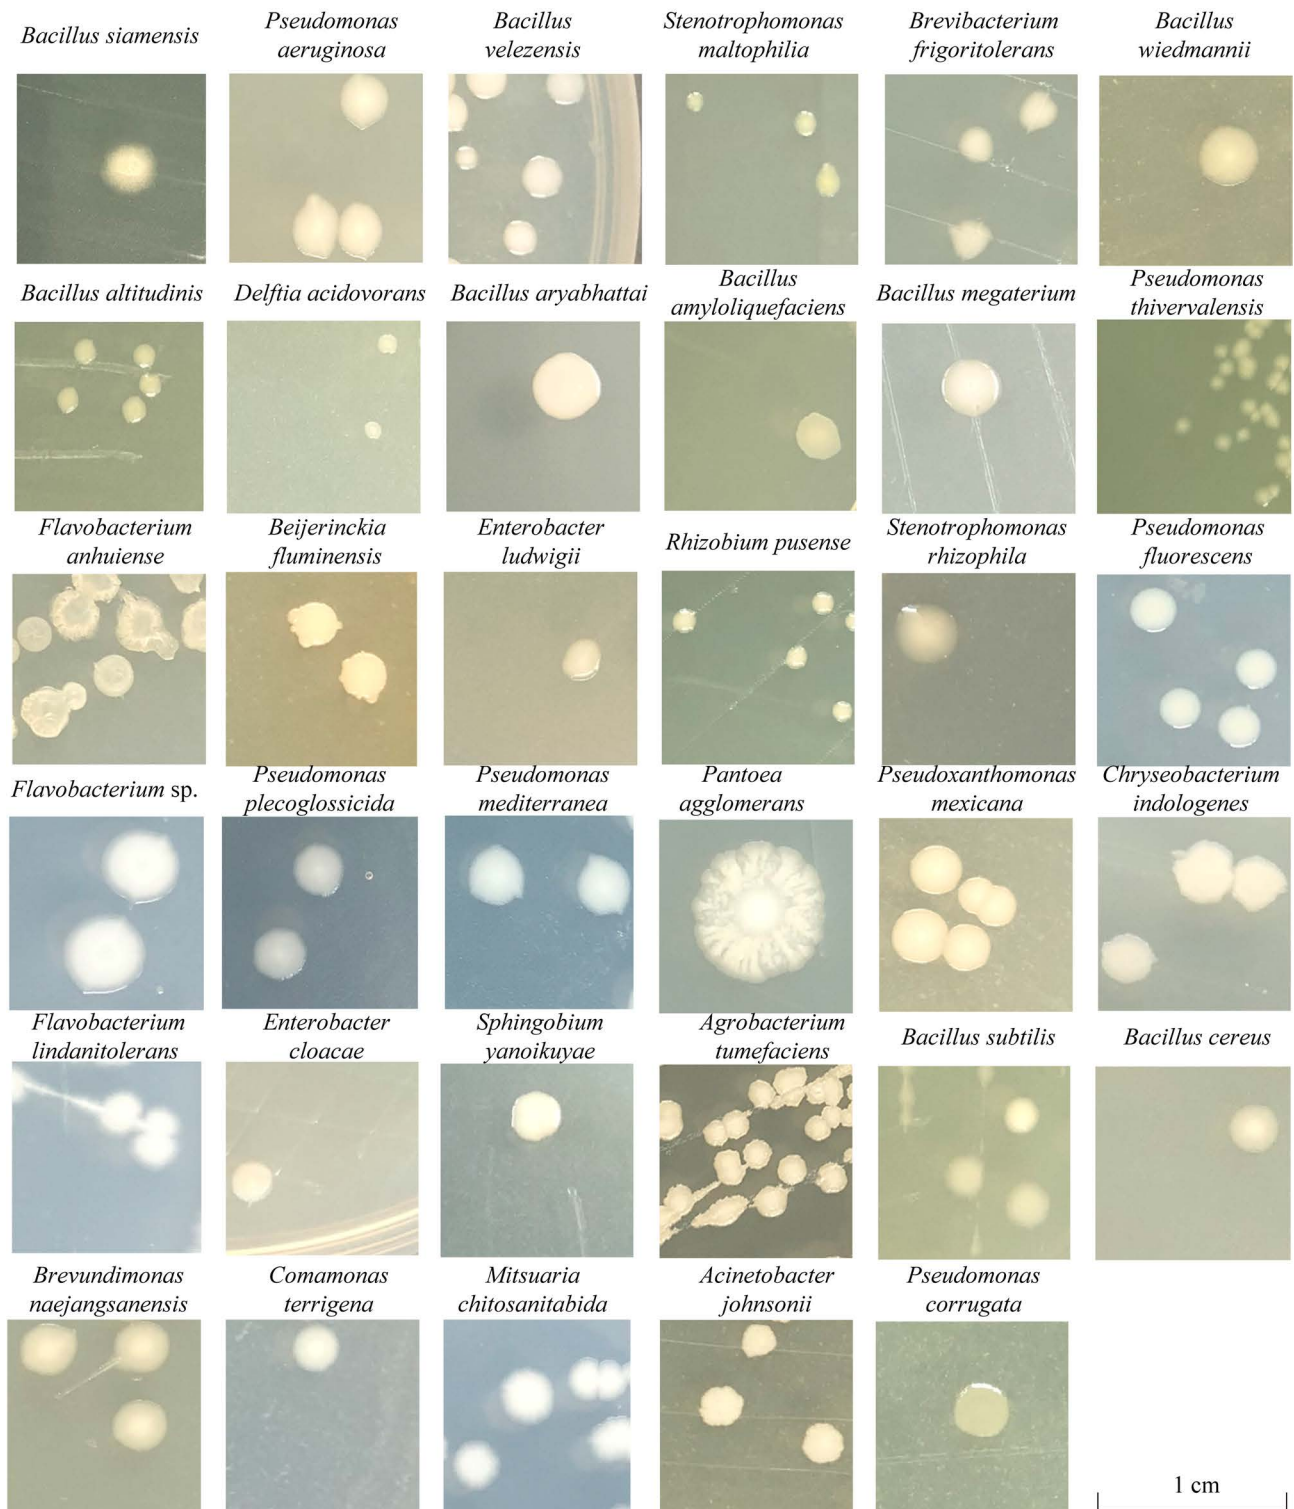 Bacillus siamensis
Pseudomonas
aeruginosa
Bacillus
velezensis
Stenotrophomonas
maltophilia
Brevibacterium
frigoritolerans
Bacillus
wiedmannii
Bacillus altitudinis
Delftia acidovorans
Bacillus aryabhattai
Bacillus
amyloliquefaciens
Bacillus megaterium
Pseudomonas
thivervalensis
Flavobacterium
anhuiense
Beijerinckia
fluminensis
Enterobacter
ludwigii
Rhizobium pusense
Stenotrophomonas
rhizophila
Pseudomonas
fluorescens
Flavobacterium sp.
Pseudomonas
plecoglossicida
Pseudomonas
mediterranea
Pantoea
agglomerans
Pseudoxanthomonas
mexicana
Chryseobacterium
indologenes
Flavobacterium
lindanitolerans
Enterobacter
cloacae
Sphingobium
yanoikuyae
Agrobacterium
tumefaciens
Bacillus subtilis
Bacillus cereus
Brevundimonas
naejangsanensis
Comamonas
terrigena
Mitsuaria
chitosanitabida
Acinetobacter
johnsonii
Pseudomonas
corrugata
1 cm